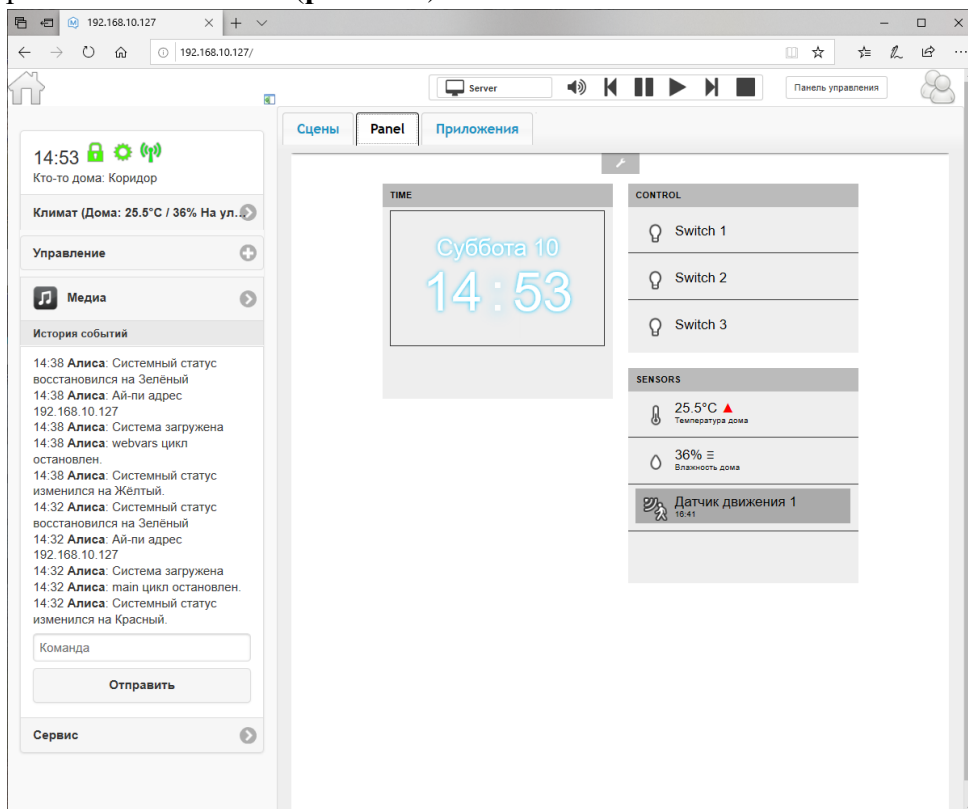 192.168.10.127
192.168.10.127/
Server
Панель управления
Сцены
Panel
Приложения
14:53
Кто-то дома: Коридор
Климат (Дома: 25.5°C / 36% На ул...
Управление
Медиа
История событий
14:38 Алиса: Системный статус
восстановился на Зелёный
14:38 Алиса: Ай-пи адрес
192.168.10.127
14:38 Алиса: Система загружена
14:38 Алиса: webvars цикл
остановлен.
14:38 Алиса: Системный статус
изменился на Жёлтый.
14:32 Алиса: Системный статус
восстановился на Зелёный
14:32 Алиса: Ай-пи адрес
192.168.10.127
14:32 Алиса: Система загружена
14:32 Алиса: main цикл остановлен.
14:32 Алиса: Системный статус
изменился на Красный.
Команда
Отправить
Сервис
TIME
Суббота 10
14:53
CONTROL
Switch 1
Switch 2
Switch 3
SENSORS
25.5°C
Температура дома
36%
Влажность дома
Датчик движения 1
16:41